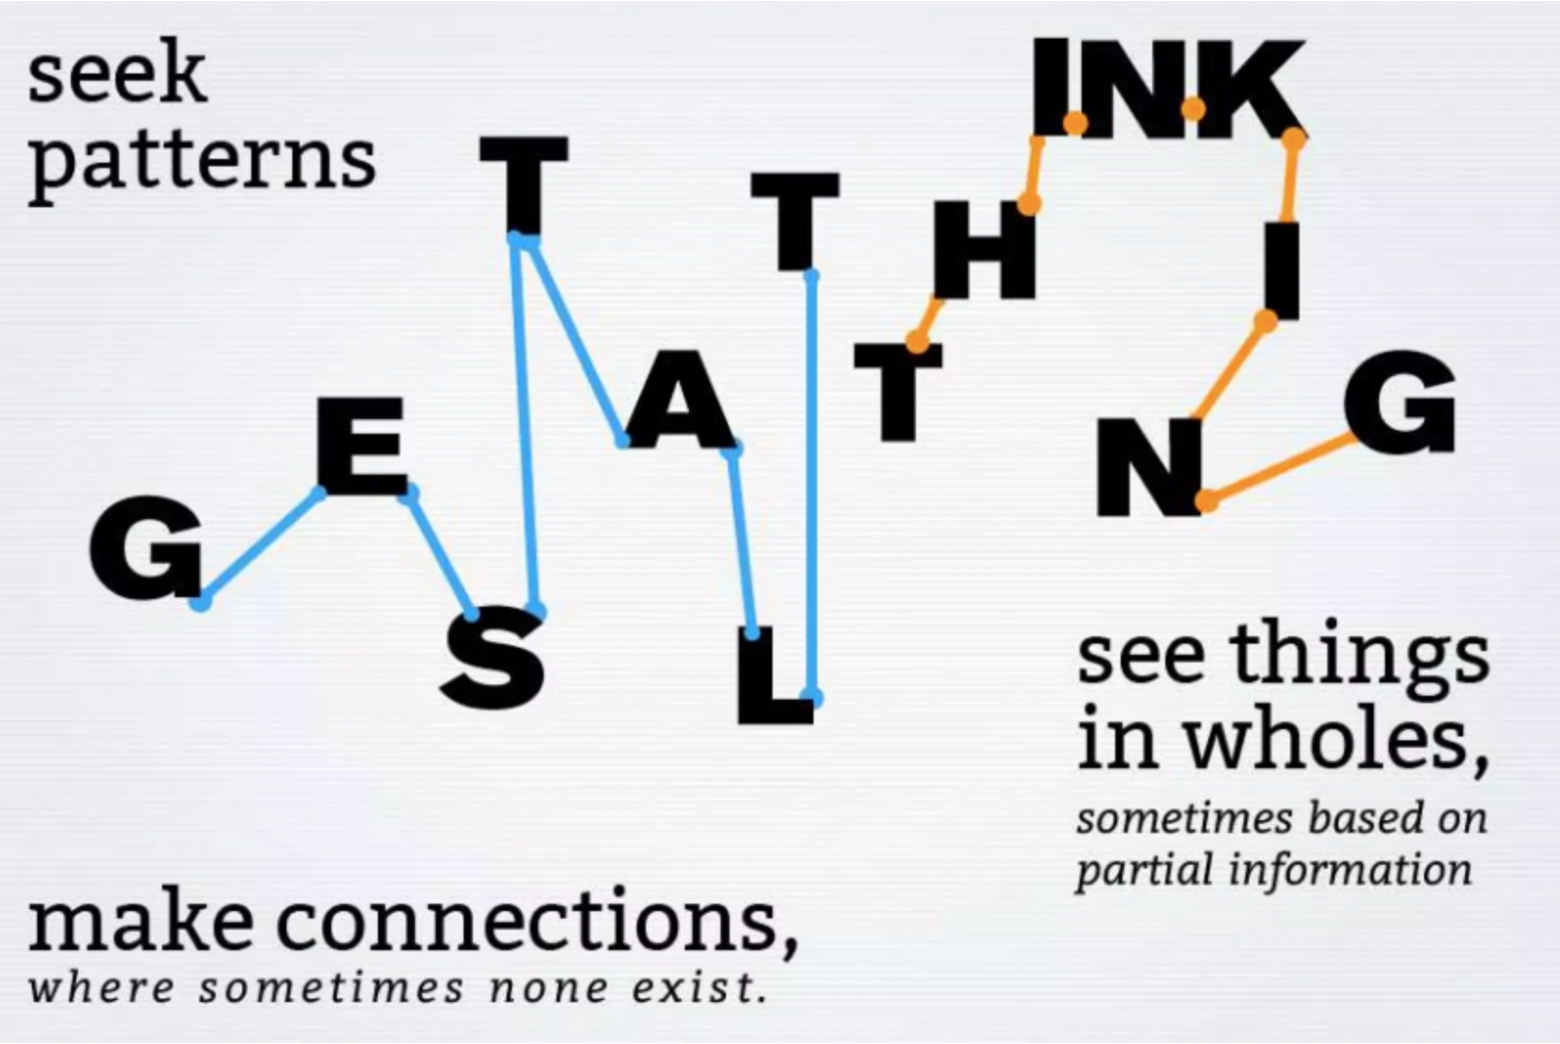 seek
patterns
GESTALT
THINKING
see things
in wholes,
sometimes based on
partial information
make connections,
where sometimes none exist.